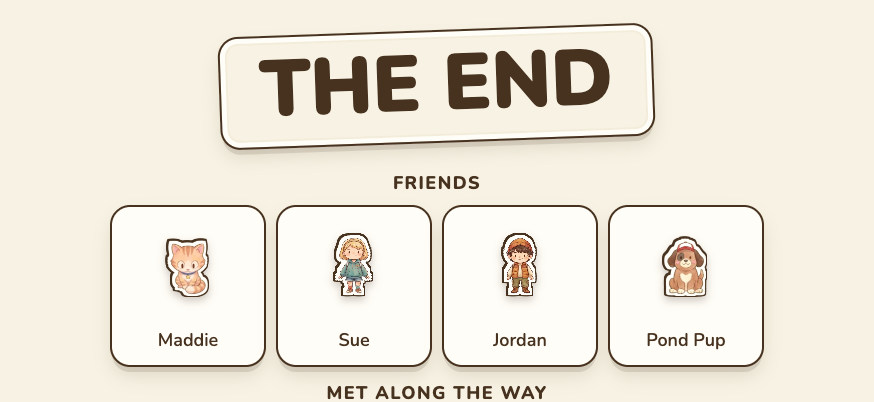 THE END
FRIENDS
Maddie
Sue
Jordan
Pond Pup
MET ALONG THE WAY